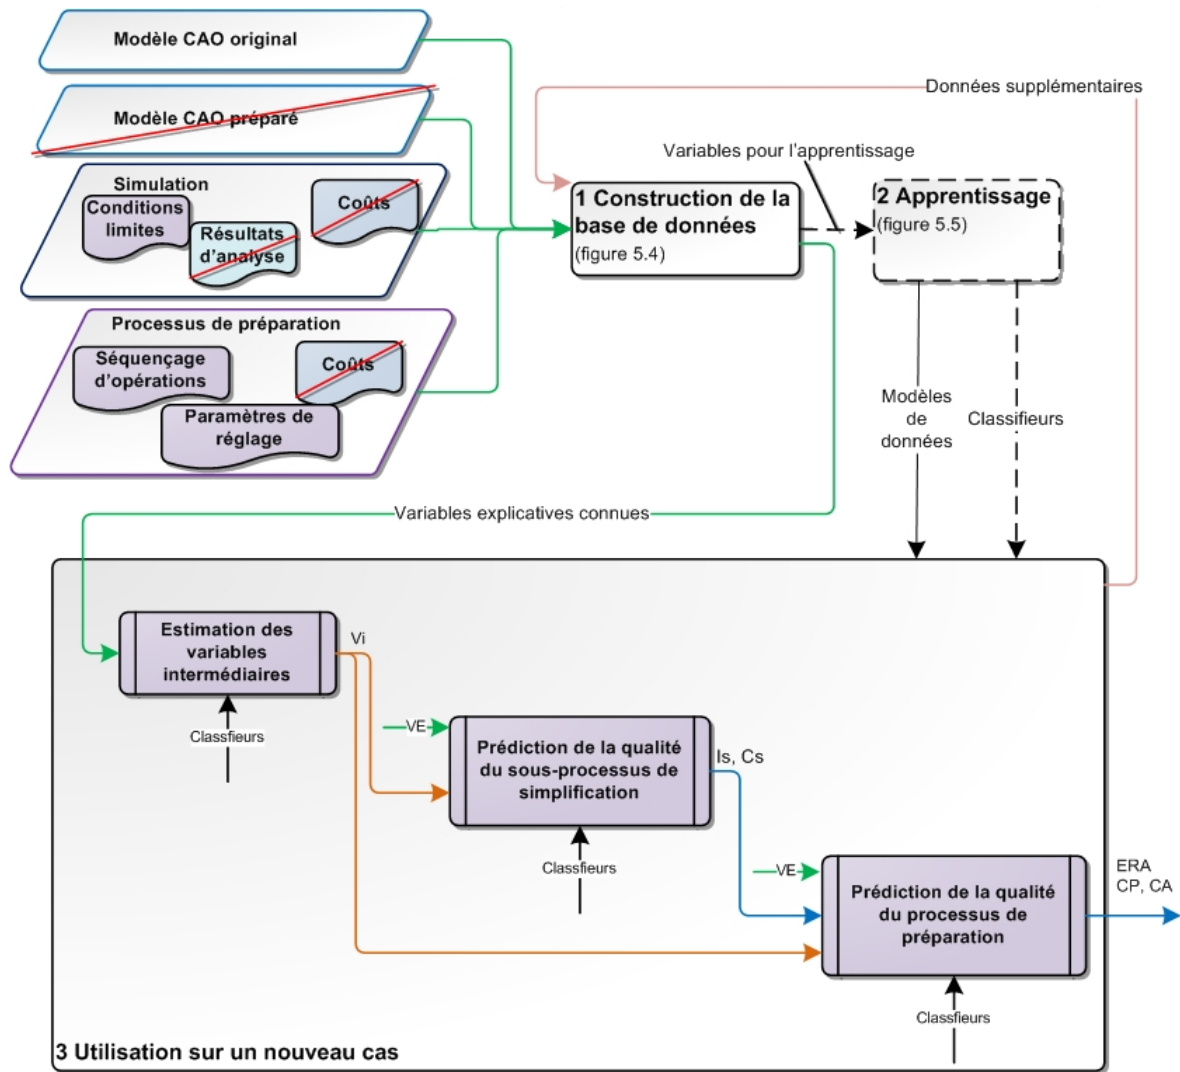 Modèle CAO original
Modèle CAO préparé
Simulation
Conditions
limites
Résultats
d'analyse
Coûts
Processus de préparation
Séquençage
d'opérations
Coûts
Paramètres de
réglage
Données supplémentaires
Variables pour l'apprentissage
1 Construction de la
base de données
(figure 5.4)
2 Apprentissage
(figure 5.5)
Modèles
de
données
Classifieurs
Variables explicatives connues
Estimation des
variables
intermédiaires
Vi
Classfieurs
VE
Prédiction de la qualité
du sous-processus de
simplification
Is, Cs
Classfieurs
VE
Prédiction de la qualité
du processus de
préparation
ERA
CP, CA
Classfieurs
3 Utilisation sur un nouveau cas